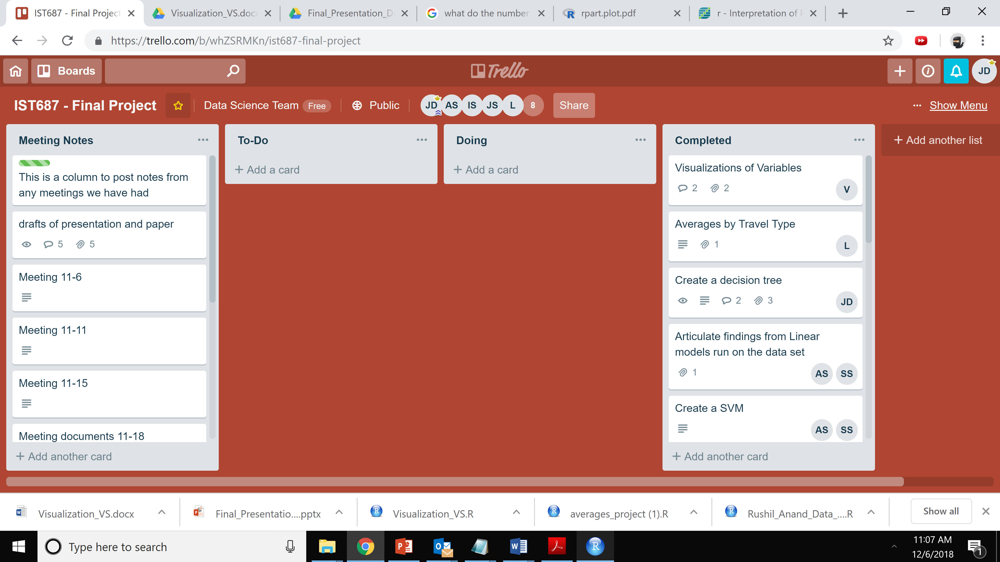 IST687 - Final Project
Visualization_VS.docx
Final_Presentation_D
what do the number
rpart.plot.pdf
r - Interpretation of
https://trello.com/b/whZSRMKn/ist687-final-project
Boards
Trello
JD
IST687 - Final Project
Data Science Team Free
Public
JD AS IS JS L 8
Share
... Show Menu
Meeting Notes
This is a column to post notes from
any meetings we have had
drafts of presentation and paper
5 5
Meeting 11-6
Meeting 11-11
Meeting 11-15
Meeting documents 11-18
+ Add another card
To-Do
+ Add a card
Doing
+ Add a card
Completed
Visualizations of Variables
2 2
V
Averages by Travel Type
1
L
Create a decision tree
2 3
JD
Articulate findings from Linear
models run on the data set
1
AS SS
Create a SVM
AS SS
+ Add another card
+ Add another list
Visualization_VS.docx
Final_Presentatio....pptx
Visualization_VS.R
averages_project (1).R
Rushil_Anand_Data_....R
Show all
Type here to search
11:07 AM
12/6/2018
1